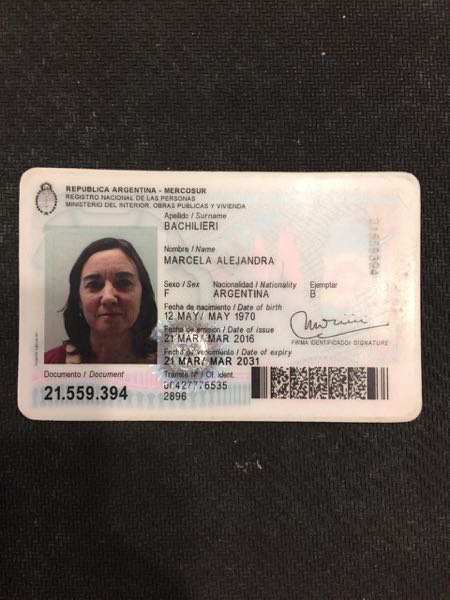 REPUBLICA ARGENTINA - MERCOSUR
REGISTRO NACIONAL DE LAS PERSONAS
MINISTERIO DEL INTERIOR, OBRAS PUBLICAS Y VIVIENDA
Apellido / Surname
BACHILIERI
Nombre / Name
MARCELA ALEJANDRA
Sexo / Sex Nacionalidad / Nationality Ejemplar
F ARGENTINA B
Fecha de nacimiento / Date of birth
12 MAY/ MAY 1970
Fecha de emisión / Date of issue
21 MAR/ MAR 2016
FIRMA IDENTIFICADO/ SIGNATURE
Fecha de vencimiento / Date of expiry
21 MAR/ MAR 2031
Documento / Document
21.559.394
Trámite Nº / Of. ident.
00427776535
2896